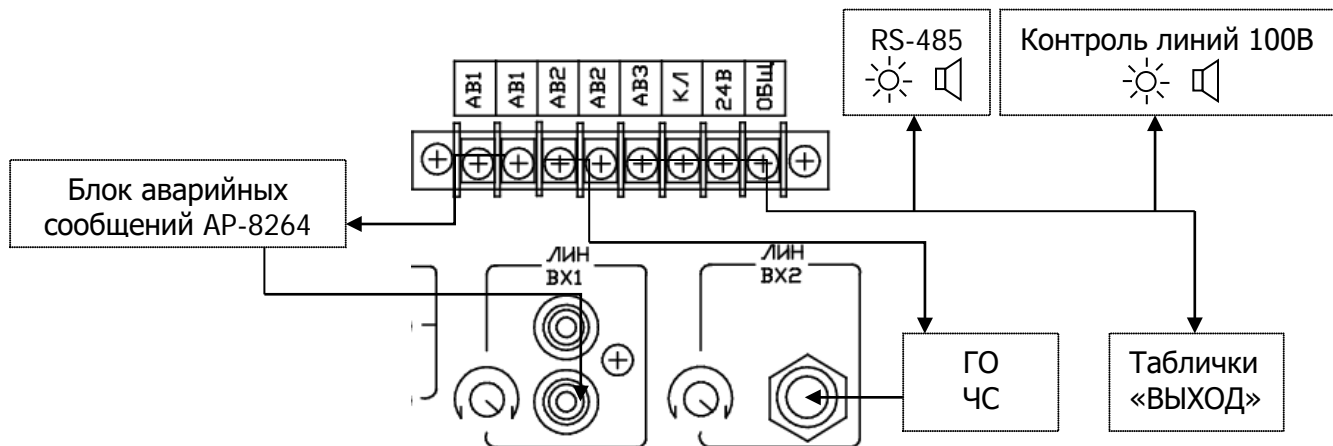 RS-485
Контроль линий 100В
АВ1
АВ1
АВ2
АВ2
АВ3
КЛ
24В
ОБЩ
Блок аварийных
сообщений АР-8264
ЛИН
ВХ1
ЛИН
ВХ2
ГО
ЧС
Таблички
«ВЫХОД»